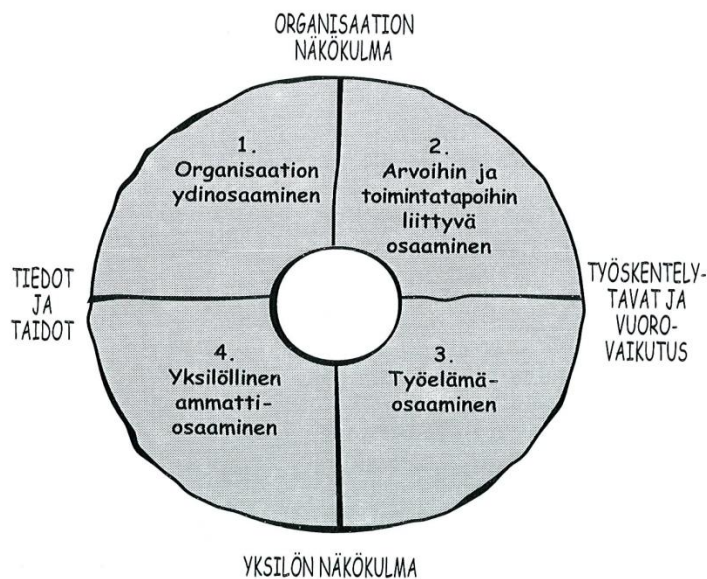 ORGANISAATION
NÄKÖKULMA
1.
Organisaation
ydinosaaminen
2.
Arvoihin ja
toimintatapoihin
liittyvä
osaaminen
TIEDOT
JA
TAIDOT
TYÖSKENTELY-
TAVAT JA
VUORO-
VAIKUTUS
4.
Yksilöllinen
ammatti-
osaaminen
3.
Työelämä-
osaaminen
YKSILÖN NÄKÖKULMA